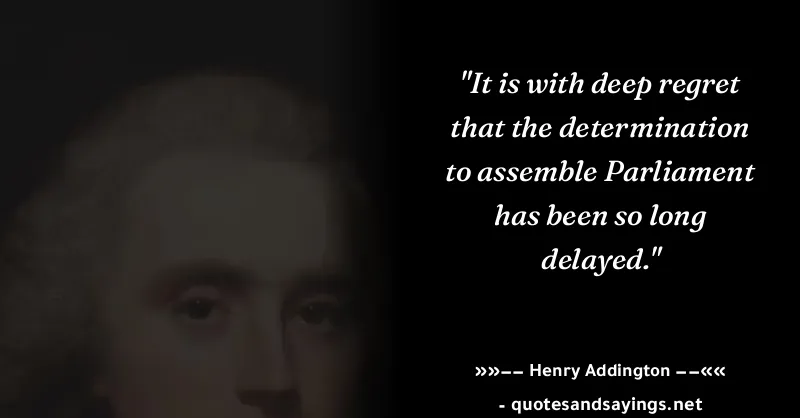 "It is with deep regret
that the determination
to assemble Parliament
has been so long
delayed."
»»–– Henry Addington ––««
- quotesandsayings.net